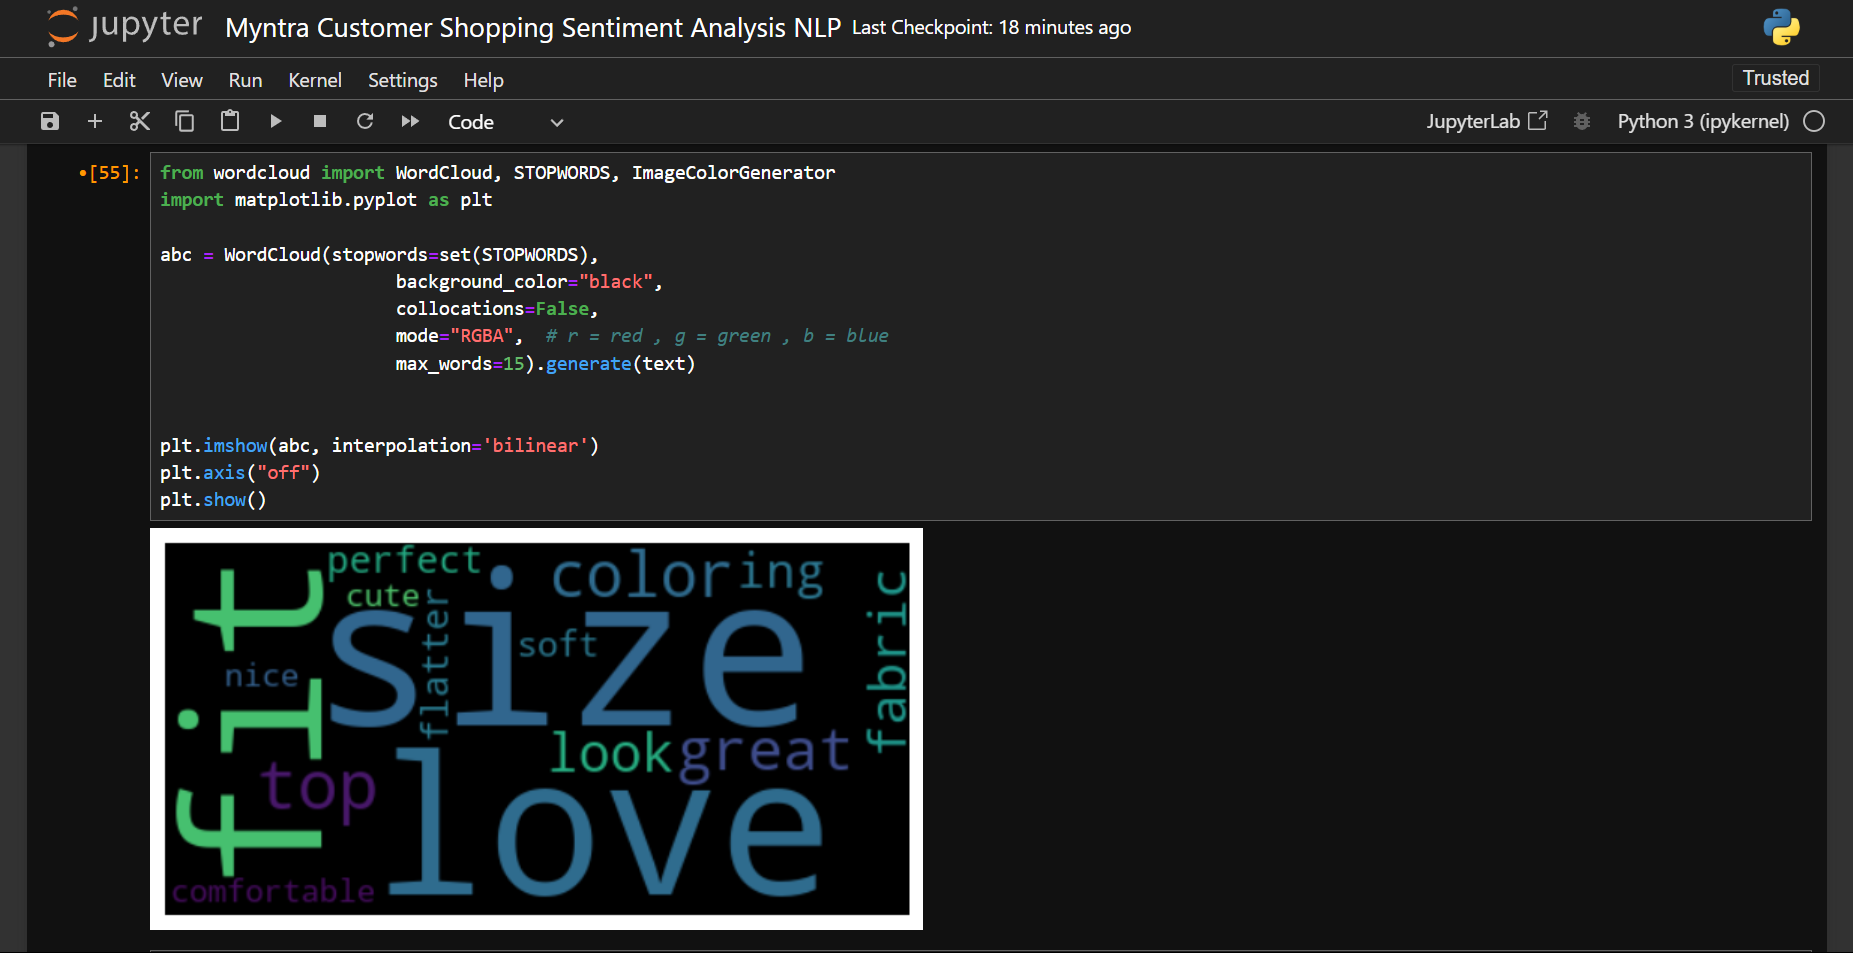 jupyter Myntra Customer Shopping Sentiment Analysis NLP Last Checkpoint: 18 minutes ago
File Edit View Run Kernel Settings Help Trusted
Code JupyterLab Python 3 (ipykernel)
•[55]: from wordcloud import WordCloud, STOPWORDS, ImageColorGenerator
import matplotlib.pyplot as plt
abc = WordCloud(stopwords=set(STOPWORDS),
background_color="black",
collocations=False,
mode="RGBA",  # r = red , g = green , b = blue
max_words=15).generate(text)
plt.imshow(abc, interpolation='bilinear')
plt.axis("off")
plt.show()
perfect
coloring
cute
fit
size
flatter
soft
fabric
nice
look
great
top
love
comfortable